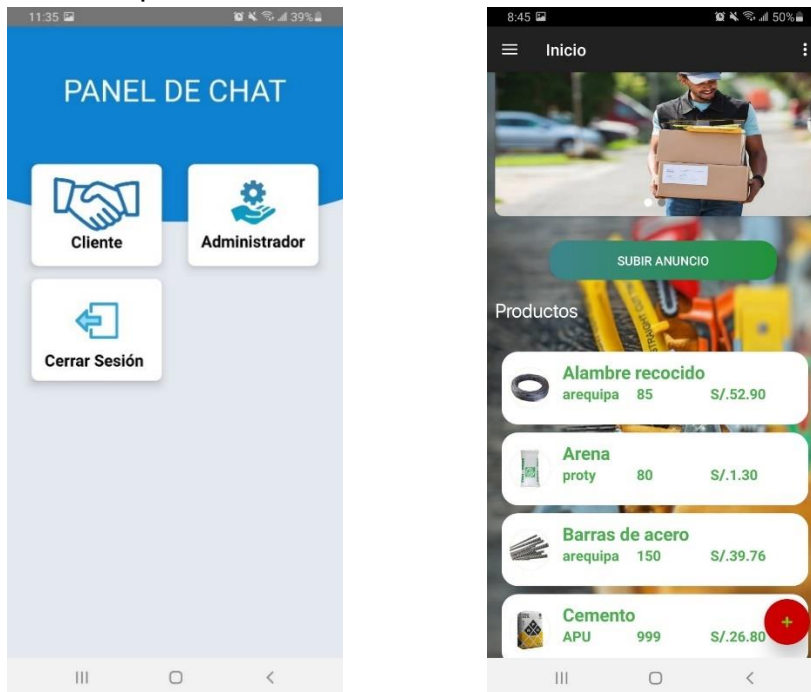 11:35
39%
PANEL DE CHAT
Cliente
Administrador
Cerrar Sesión
8:45
50%
Inicio
SUBIR ANUNCIO
Productos
Alambre recocido
arequipa 85 S/.52.90
Arena
proty 80 S/.1.30
Barras de acero
arequipa 150 S/.39.76
Cemento
APU 999 S/.26.80
+